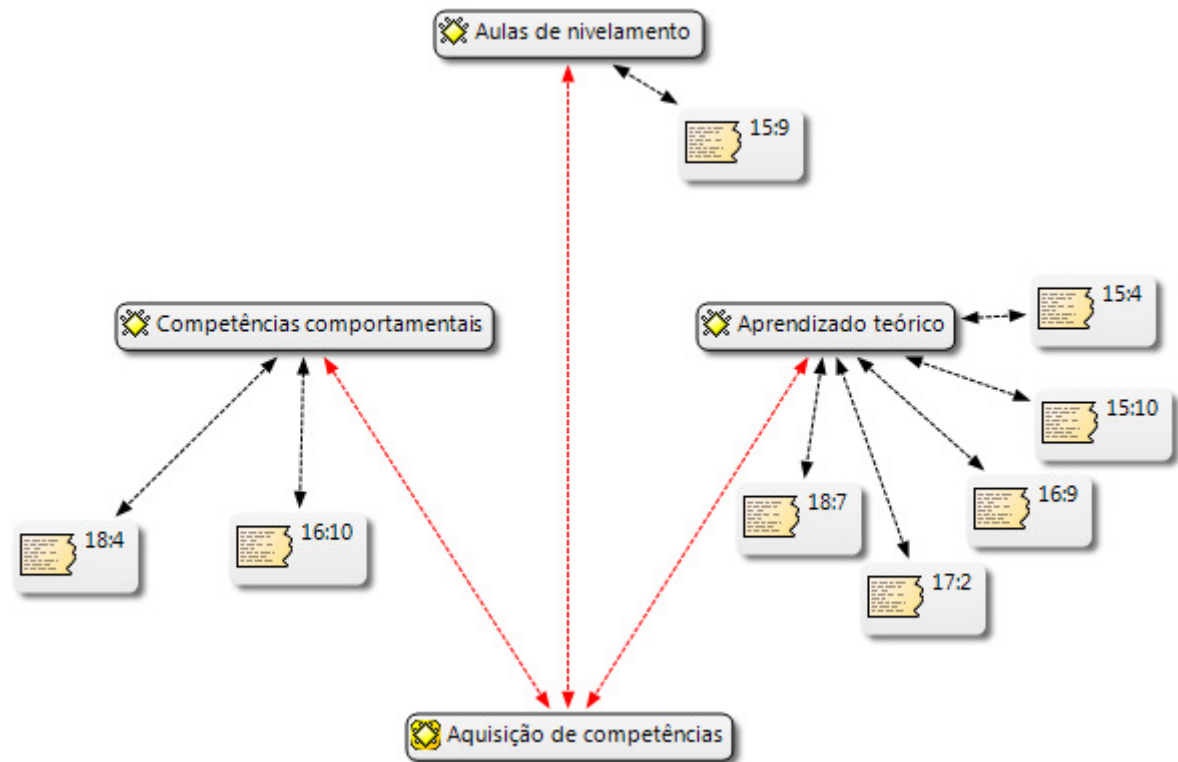 Aulas de nivelamento
15:9
Competências comportamentais
Aprendizado teórico
15:4
15:10
16:9
18:7
17:2
18:4
16:10
Aquisição de competências